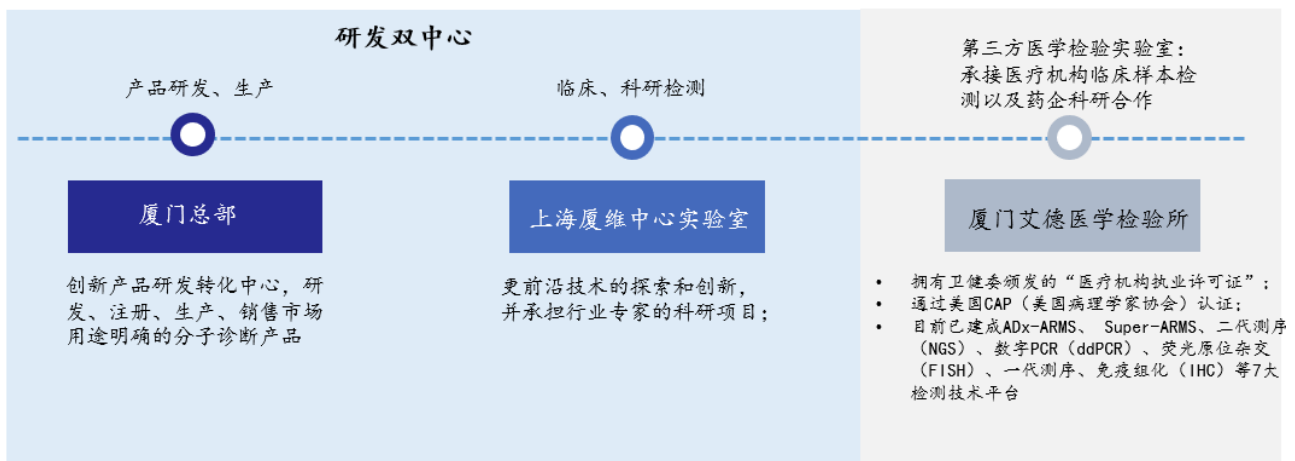 研发双中心
产品研发、生产
临床、科研检测
第三方医学检验实验室：
承接医疗机构临床样本检
测以及药企科研合作
厦门总部
上海厦维中心实验室
厦门艾德医学检验所
创新产品研发转化中心，研
发、注册、生产、销售市场
用途明确的分子诊断产品
更前沿技术的探索和创新，
并承担行业专家的科研项目；
• 拥有卫健委颁发的“医疗机构执业许可证”；
• 通过美国CAP（美国病理学家协会）认证；
• 目前已建成ADx-ARMS、 Super-ARMS、二代测序
（NGS）、数字PCR（ddPCR）、荧光原位杂交
（FISH）、一代测序、免疫组化（IHC）等7大
检测技术平台